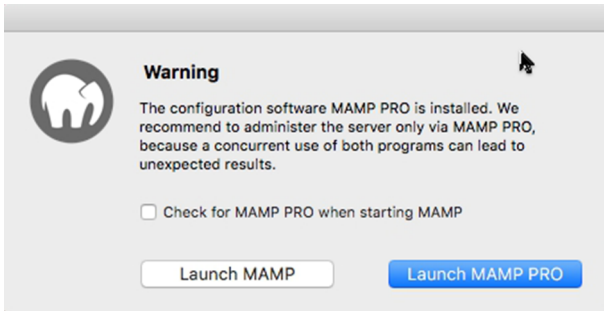 Warning
The configuration software MAMP PRO is installed. We
recommend to administer the server only via MAMP PRO,
because a concurrent use of both programs can lead to
unexpected results.
Check for MAMP PRO when starting MAMP
Launch MAMP
Launch MAMP PRO